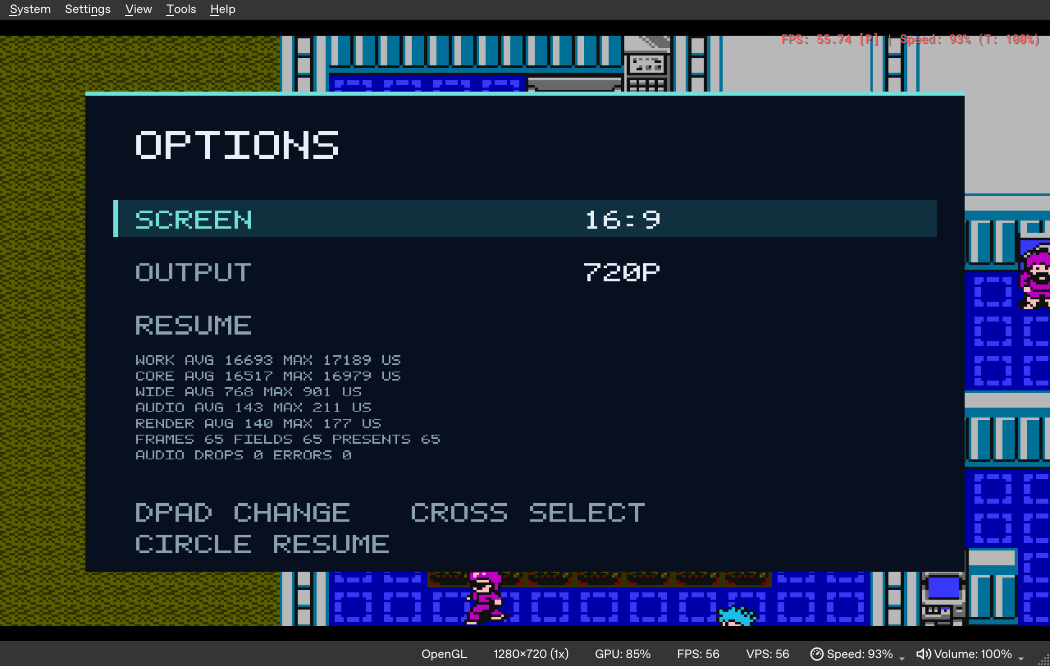 System Settings View Tools Help
FPS: 55.74 [P] | Speed: 93% (T: 100%)
OPTIONS
SCREEN 16:9
OUTPUT 720P
RESUME
WORK AVG 16693 MAX 17189 US
CORE AVG 16517 MAX 16979 US
WIDE AVG 768 MAX 901 US
AUDIO AVG 143 MAX 211 US
RENDER AVG 140 MAX 177 US
FRAMES 65 FIELDS 65 PRESENTS 65
AUDIO DROPS 0 ERRORS 0
DPAD CHANGE CROSS SELECT
CIRCLE RESUME
OpenGL 1280×720 (1x) GPU: 85% FPS: 56 VPS: 56 Speed: 93% Volume: 100%